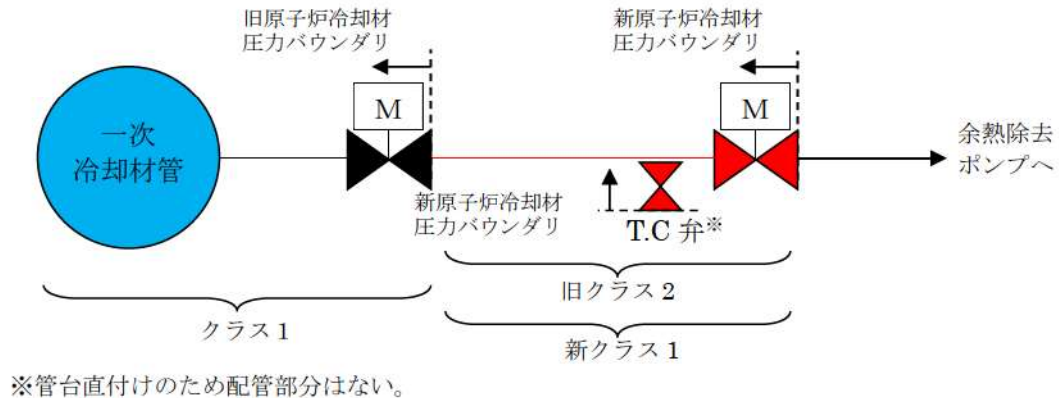 旧原子炉冷却材
圧力バウンダリ
新原子炉冷却材
圧力バウンダリ
M
M
一次
冷却材管
余熱除去
ポンプへ
新原子炉冷却材
圧力バウンダリ
T.C 弁※
旧クラス 2
クラス 1
新クラス 1
※管台直付けのため配管部分はない。